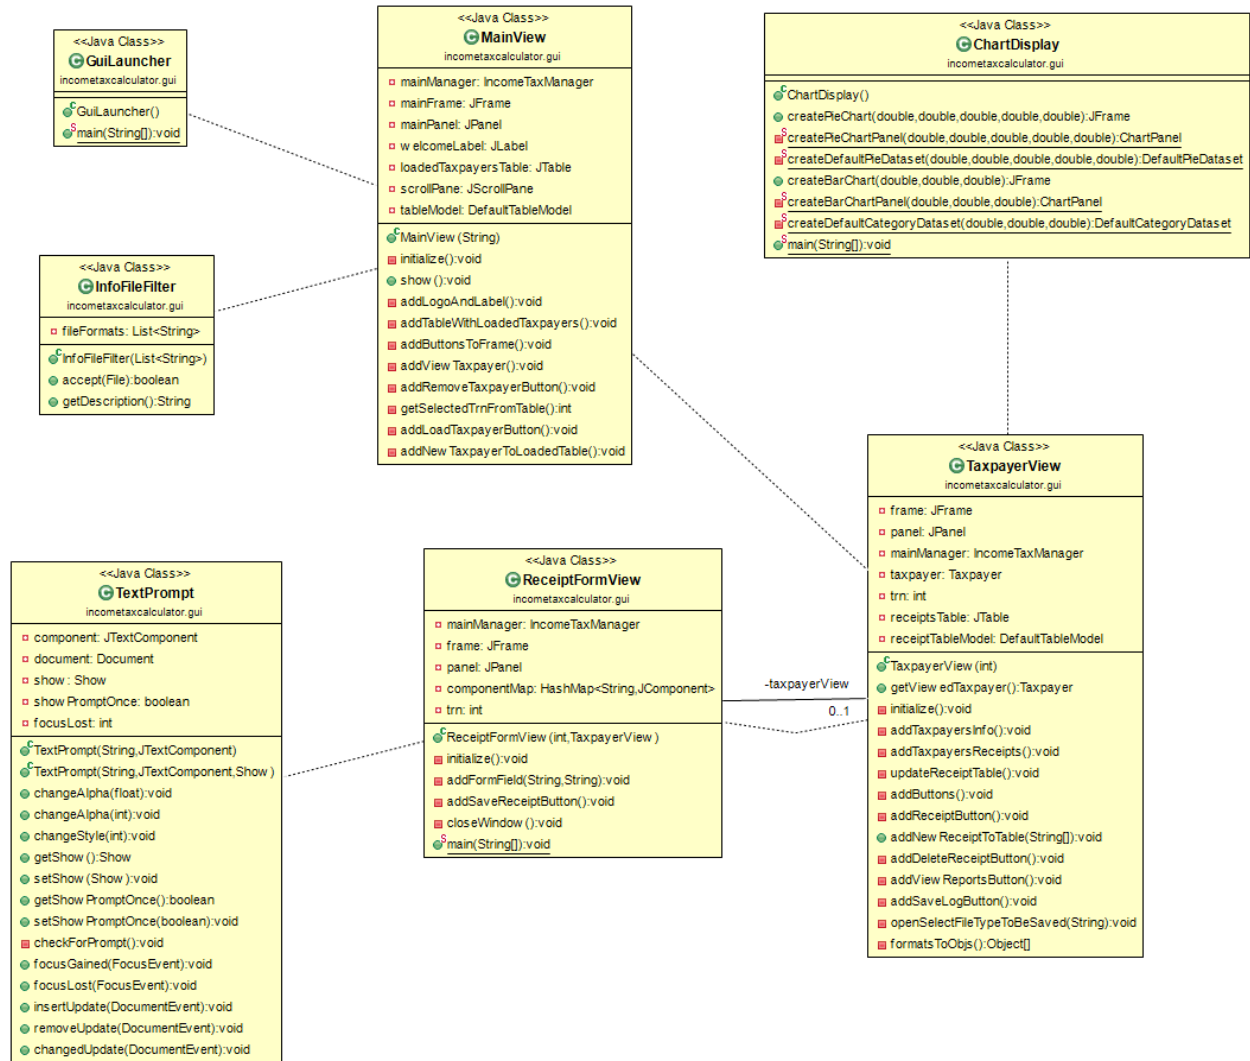 <<Java Class>>
GuiLauncher
incometaxcalculator.gui
GuiLauncher()
main(String[]):void
<<Java Class>>
MainView
incometaxcalculator.gui
mainManager: IncomeTaxManager
mainFrame: JFrame
mainPanel: JPanel
welcomeLabel: JLabel
loadedTaxpayersTable: JTable
scrollPane: JScrollPane
tableModel: DefaultTableModel
MainView(String)
initialize():void
show():void
addLogoAndLabel():void
addTableWithLoadedTaxpayers():void
addButtonsToFrame():void
addViewTaxpayer():void
addRemoveTaxpayerButton():void
getSelectedTrnFromTable():int
addLoadTaxpayerButton():void
addNewTaxpayerToLoadedTable():void
<<Java Class>>
ChartDisplay
incometaxcalculator.gui
ChartDisplay()
createPieChart(double,double,double,double,double):JFrame
createPieChartPanel(double,double,double,double,double):ChartPanel
createDefaultPieDataset(double,double,double,double,double):DefaultPieDataset
createBarChart(double,double,double):JFrame
createBarChartPanel(double,double,double):ChartPanel
createDefaultCategoryDataset(double,double,double):DefaultCategoryDataset
main(String[]):void
<<Java Class>>
InfoFileFilter
incometaxcalculator.gui
fileFormats: List<String>
InfoFileFilter(List<String>)
accept(File):boolean
getDescription():String
<<Java Class>>
TaxpayerView
incometaxcalculator.gui
frame: JFrame
panel: JPanel
mainManager: IncomeTaxManager
taxpayer: Taxpayer
trn: int
receiptsTable: JTable
receiptTableModel: DefaultTableModel
TaxpayerView(int)
getViewedTaxpayer():Taxpayer
initialize():void
addTaxpayersInfo():void
addTaxpayersReceipts():void
updateReceiptTable():void
addButtons():void
addReceiptButton():void
addNewReceiptToTable(String[]):void
addDeleteReceiptButton():void
addViewReportsButton():void
addSaveLogButton():void
openSelectFileTypeToBeSaved(String):void
formatsToObjs():Object[]
<<Java Class>>
ReceiptFormView
incometaxcalculator.gui
mainManager: IncomeTaxManager
frame: JFrame
panel: JPanel
componentMap: HashMap<String,JComponent>
trn: int
ReceiptFormView(int,TaxpayerView)
initialize():void
addFormField(String,String):void
addSaveReceiptButton():void
closeWindow():void
main(String[]):void
-taxpayerView
0..1
<<Java Class>>
TextPrompt
incometaxcalculator.gui
component: JTextComponent
document: Document
show: Show
showPromptOnce: boolean
focusLost: int
TextPrompt(String,JTextComponent)
TextPrompt(String,JTextComponent,Show)
changeAlpha(float):void
changeAlpha(int):void
changeStyle(int):void
getShow():Show
setShow(Show):void
getShowPromptOnce():boolean
setShowPromptOnce(boolean):void
checkForPrompt():void
focusGained(FocusEvent):void
focusLost(FocusEvent):void
insertUpdate(DocumentEvent):void
removeUpdate(DocumentEvent):void
changedUpdate(DocumentEvent):void